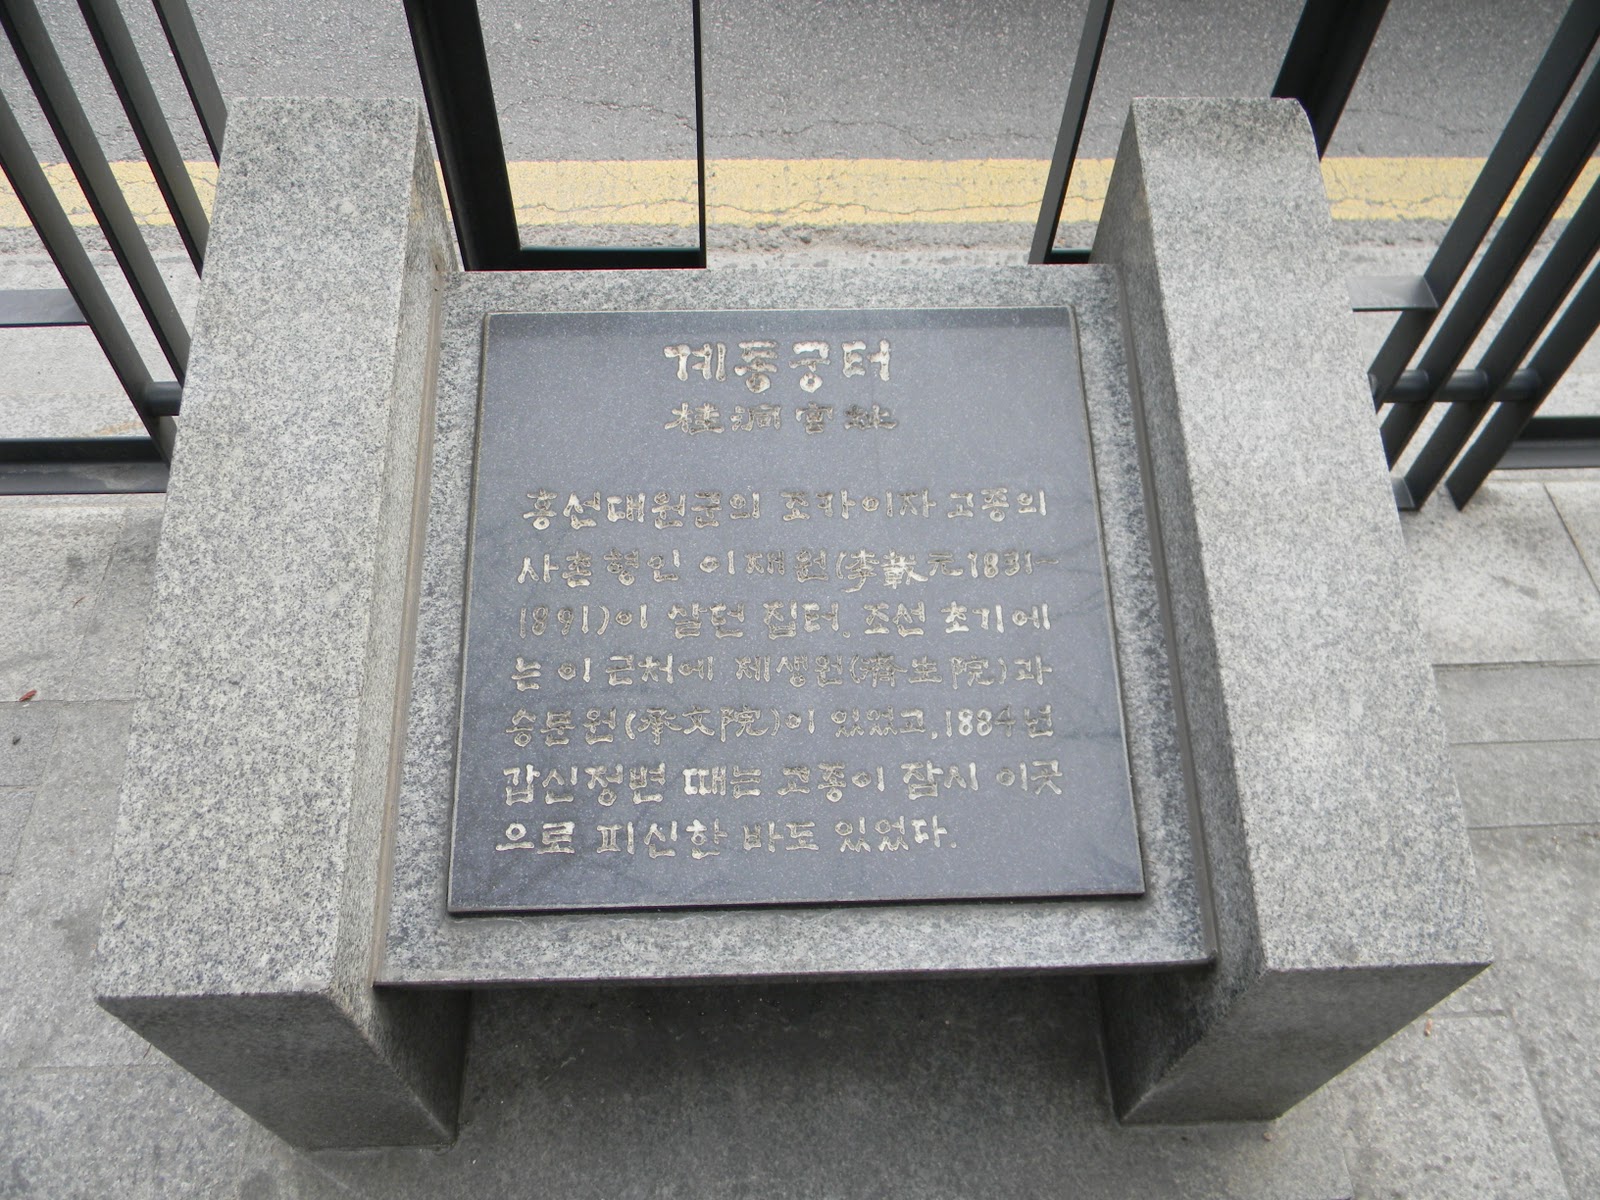 계동궁터
桂洞宮址
흥선대원군의 조카이자 고종의
사촌형인 이재원(李載元1831~
1891)이 살던 집터. 조선 초기에
는 이 근처에 제생원(濟生院)과
승문원(承文院)이 있었고, 1884년
갑신정변 때는 고종이 잠시 이곳
으로 피신한 바도 있었다.